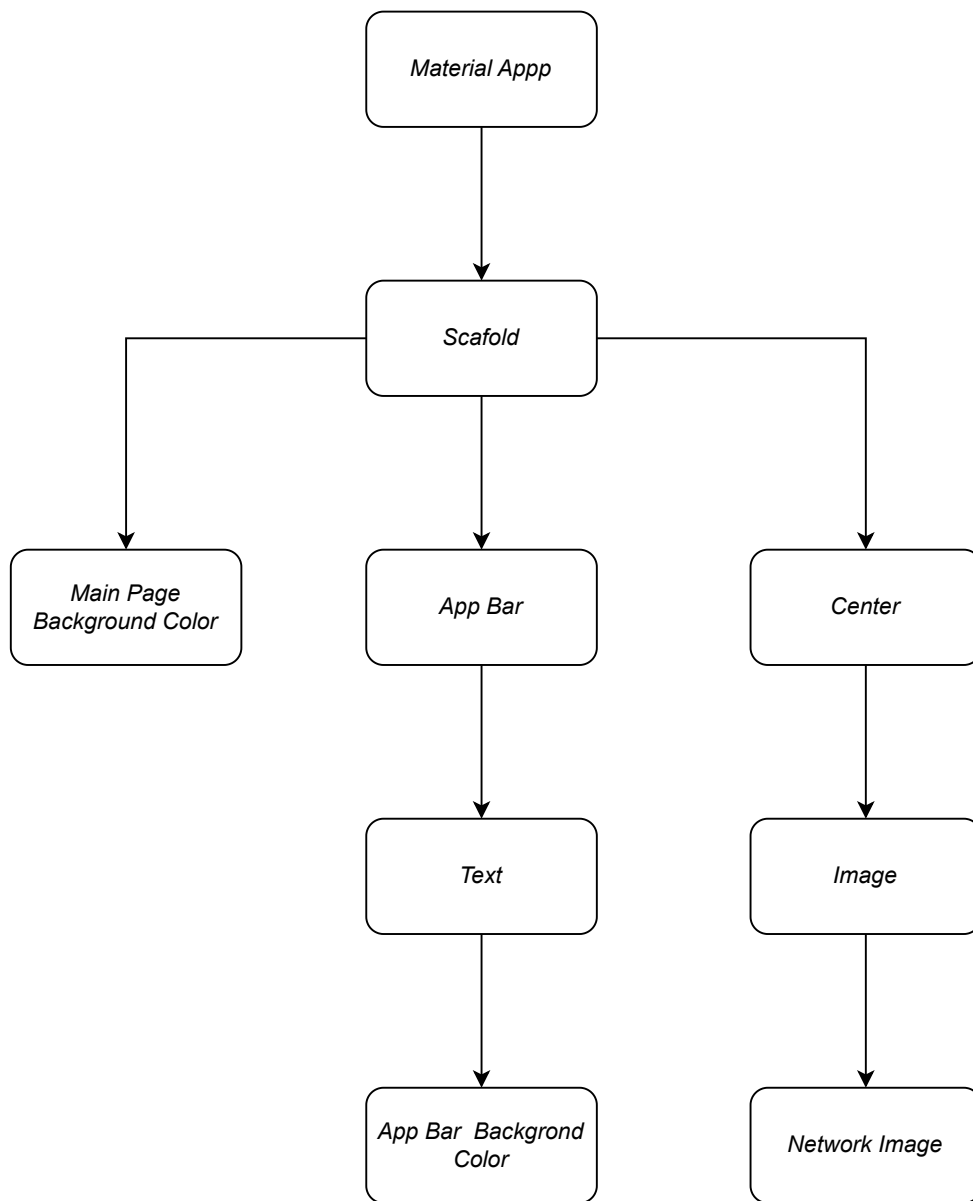 Material Appp
Scafold
Main Page
Background Color
App Bar
Center
Text
Image
App Bar  Backgrond
Color
Network Image